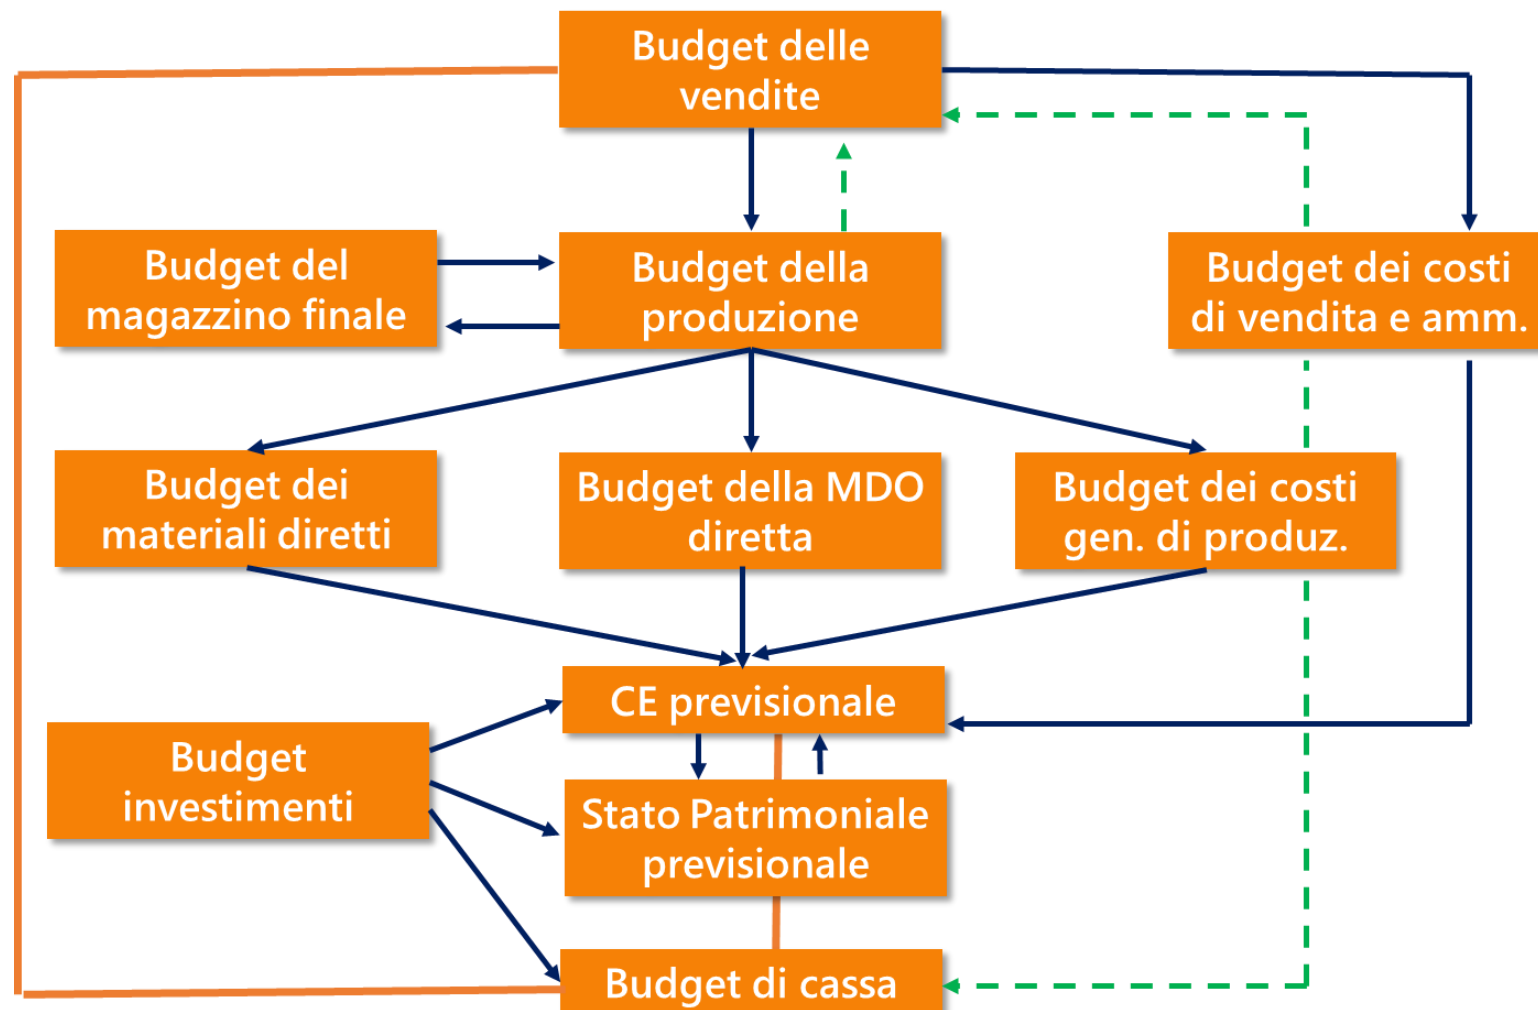 Budget delle
vendite
Budget del
magazzino finale
Budget della
produzione
Budget dei costi
di vendita e amm.
Budget dei
materiali diretti
Budget della MDO
diretta
Budget dei costi
gen. di produz.
CE previsionale
Budget
investimenti
Stato Patrimoniale
previsionale
Budget di cassa